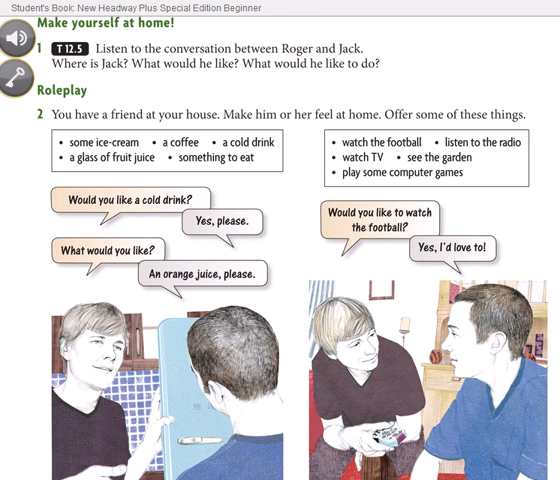 Student's Book: New Headway Plus Special Edition Beginner
Make yourself at home!
1 T 12.5 Listen to the conversation between Roger and Jack.
Where is Jack? What would he like? What would he like to do?
Roleplay
2 You have a friend at your house. Make him or her feel at home. Offer some of these things.
• some ice-cream • a coffee • a cold drink
• a glass of fruit juice • something to eat
• watch the football • listen to the radio
• watch TV • see the garden
• play some computer games
Would you like a cold drink?
Yes, please.
What would you like?
An orange juice, please.
Would you like to watch
the football?
Yes, I'd love to!